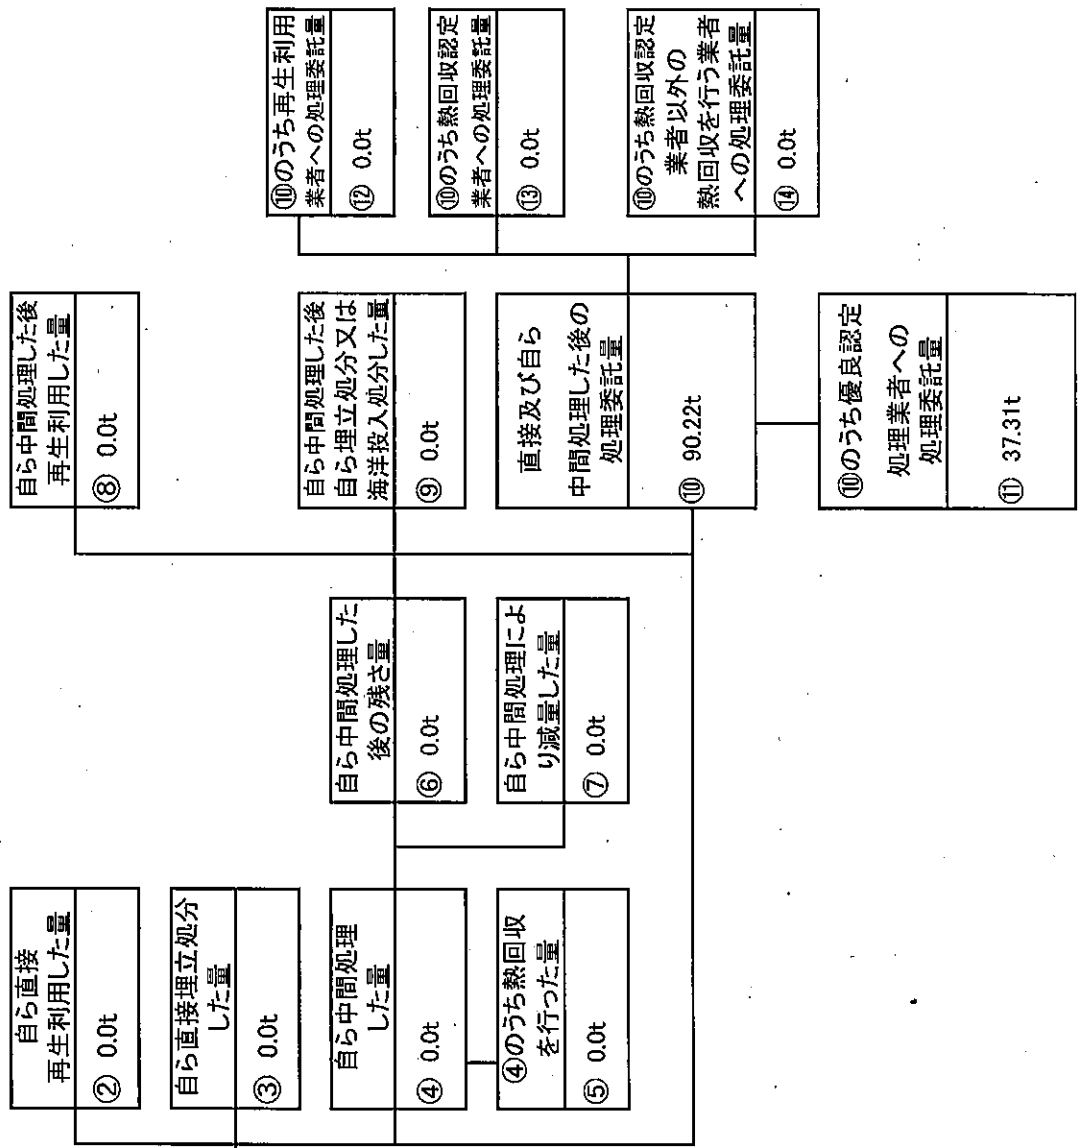 自ら直接
再生利用した量
② 0.0t
自ら直接埋立処分
した量
③ 0.0t
自ら中間処理
した量
④ 0.0t
④のうち熱回収
を行った量
⑤ 0.0t
自ら中間処理した
後の残さ量
⑥ 0.0t
自ら中間処理によ
り減量した量
⑦ 0.0t
自ら中間処理した後
再生利用した量
⑧ 0.0t
自ら中間処理した後
自ら埋立処分又は
海洋投入処分した量
⑨ 0.0t
直接及び自ら
中間処理した後の
処理委託量
⑩ 90.22t
⑩のうち優良認定
処理業者への
処理委託量
⑪ 37.31t
⑩のうち再生利用
業者への処理委託量
⑫ 0.0t
⑩のうち熱回収認定
業者への処理委託量
⑬ 0.0t
⑩のうち熱回収認定
業者以外の
熱回収を行う業者
への処理委託量
⑭ 0.0t